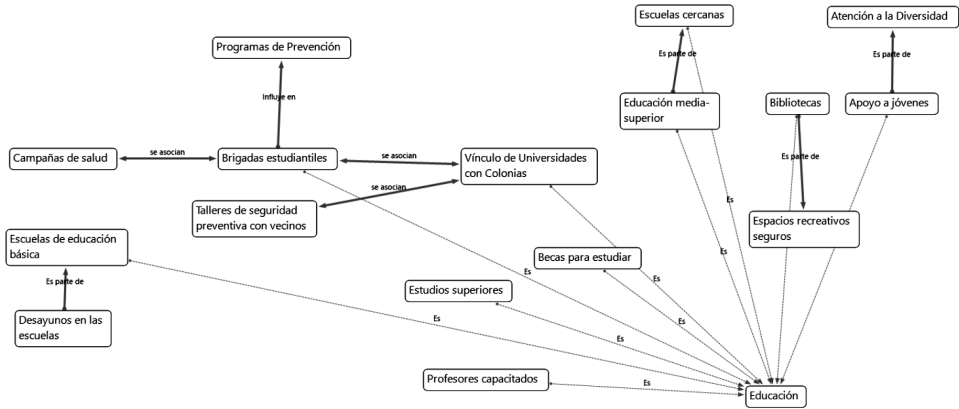 Escuelas cercanas
Atención a la Diversidad
Programas de Prevención
Es parte de
Es parte de
Influye en
Educación media-
superior
Bibliotecas
Apoyo a jóvenes
Campañas de salud
se asocian
Brigadas estudiantiles
se asocian
Vínculo de Universidades
con Colonias
Es parte de
se asocian
Talleres de seguridad
preventiva con vecinos
Es
Es
Espacios recreativos
seguros
Escuelas de educación
básica
Es
Becas para estudiar
Es parte de
Es
Es
Estudios superiores
Desayunos en las
escuelas
Es
Es
Es
Profesores capacitados
Es
Educación